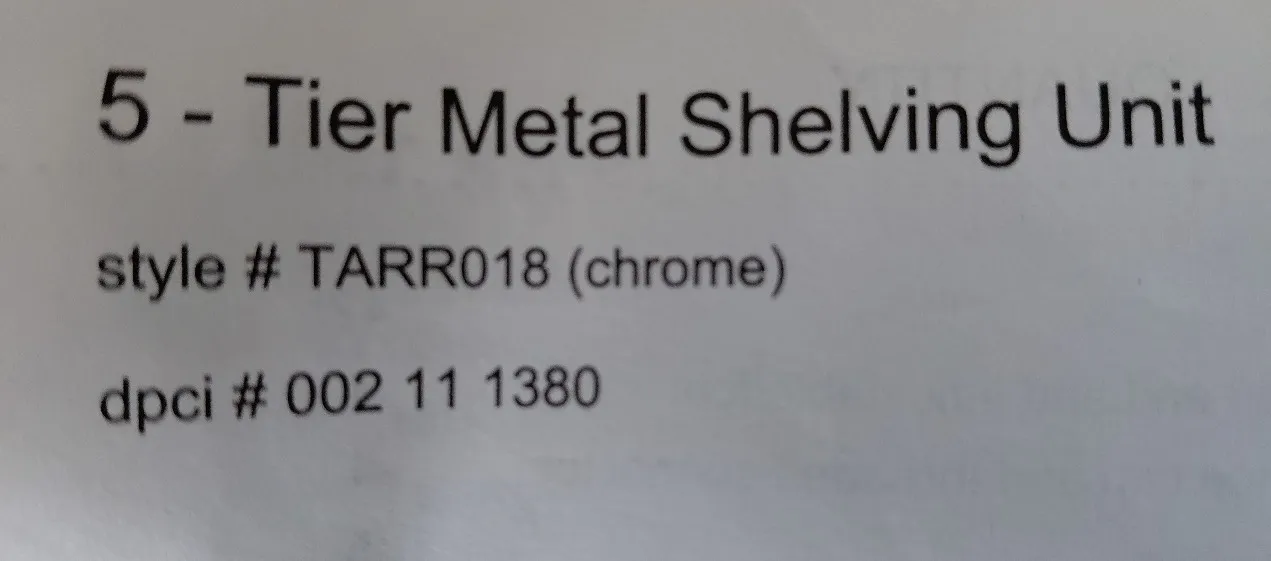 5 - Tier Metal Shelving Unit
style # TARR018 (chrome)
dpci # 002 11 1380